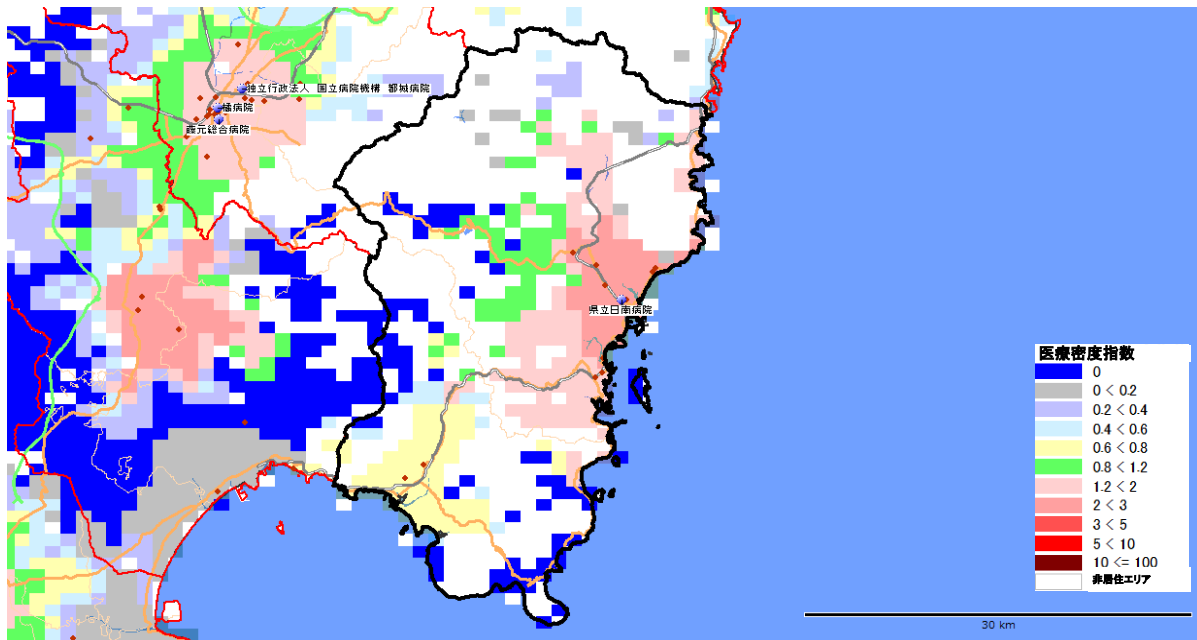 独立行政法人 国立病院機構 都城病院
橘病院
藤元総合病院
県立日南病院
医療密度指数
0
0 < 0.2
0.2 < 0.4
0.4 < 0.6
0.6 < 0.8
0.8 < 1.2
1.2 < 2
2 < 3
3 < 5
5 < 10
10 <= 100
非居住エリア
30 km